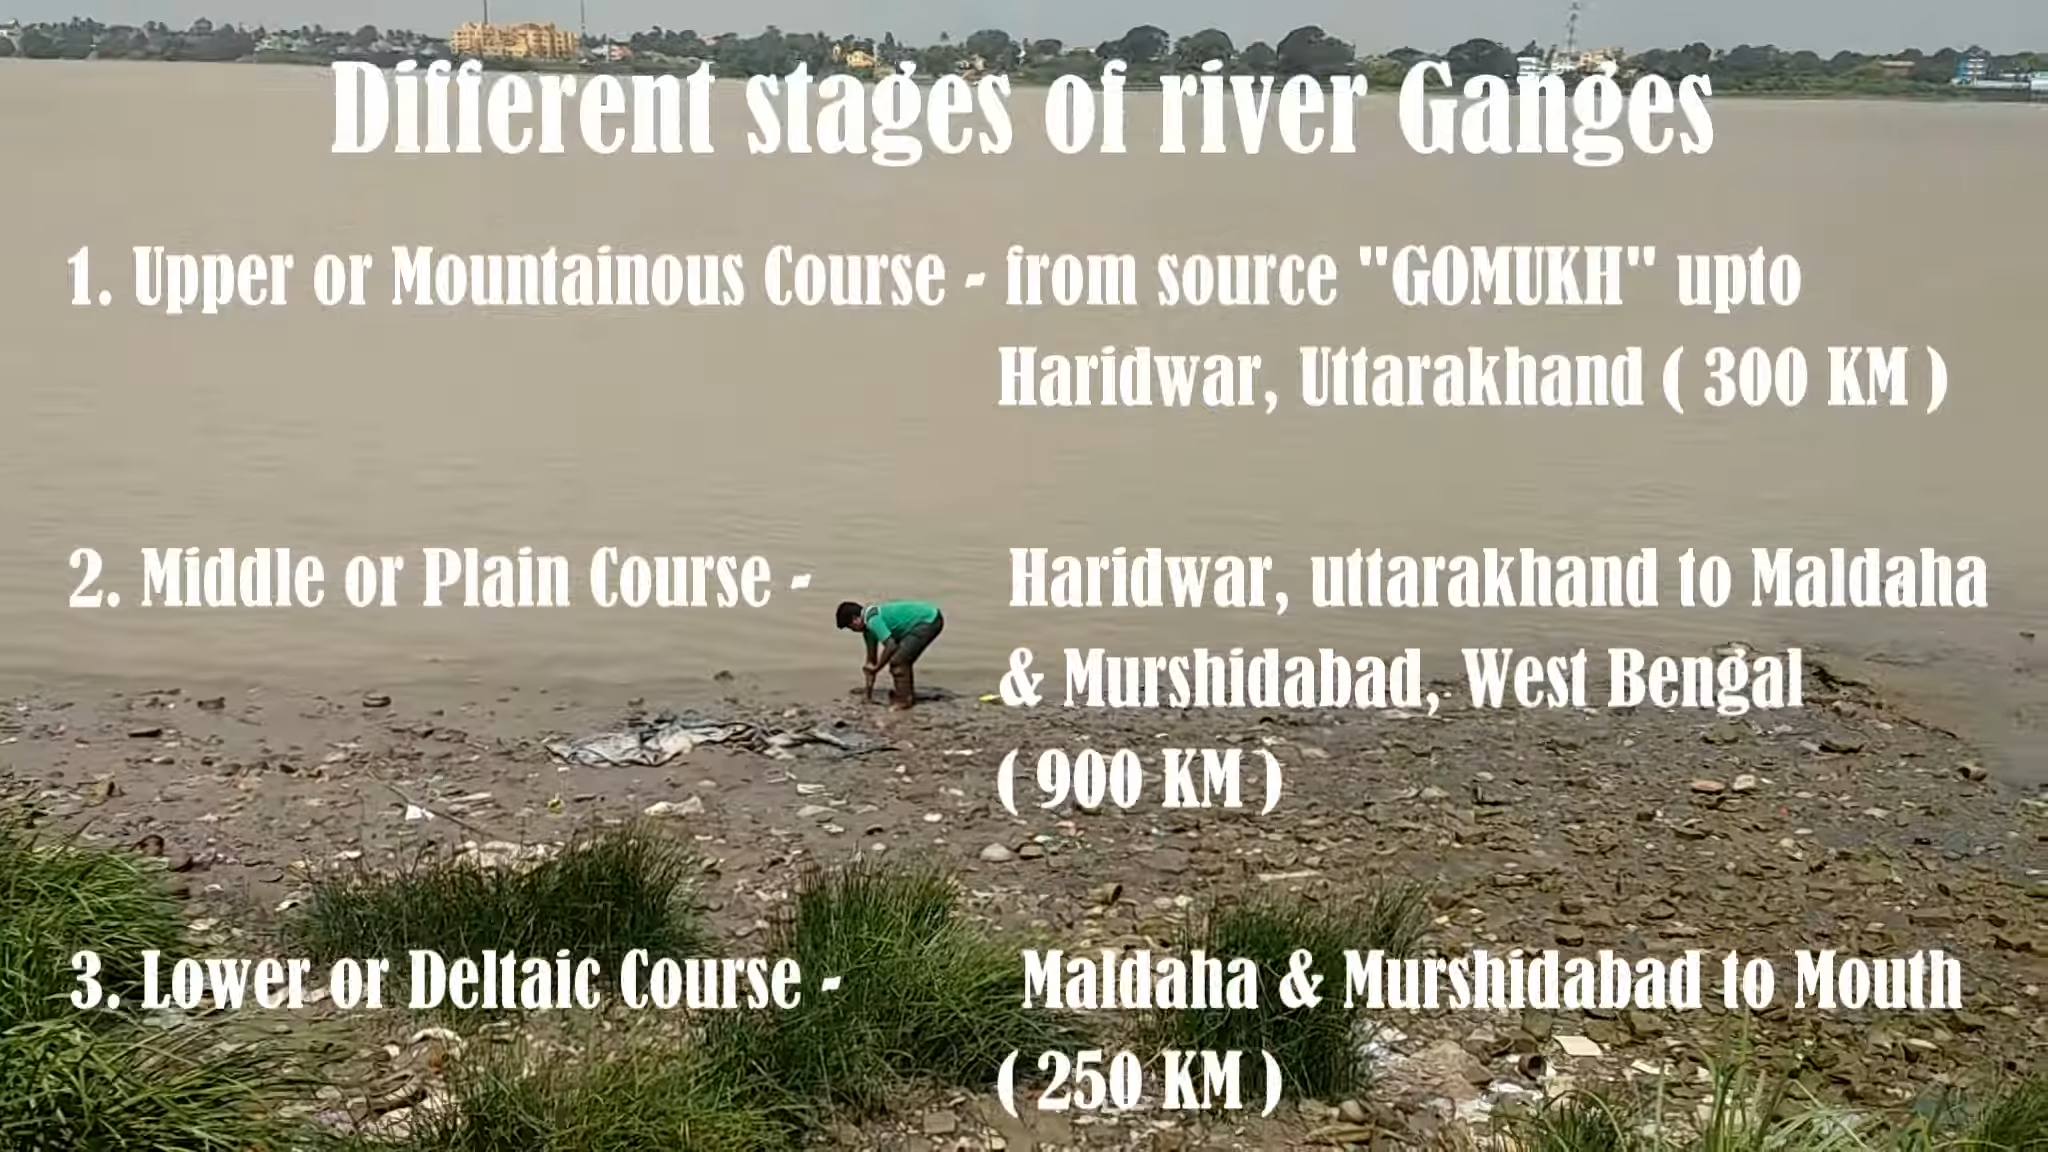 Different stages of river Ganges
1. Upper or Mountainous Course - from source "GOMUKH" upto
Haridwar, Uttarakhand ( 300 KM )
2. Middle or Plain Course - Haridwar, uttarakhand to Maldaha
& Murshidabad, West Bengal
( 900 KM )
3. Lower or Deltaic Course - Maldaha & Murshidabad to Mouth
( 250 KM )